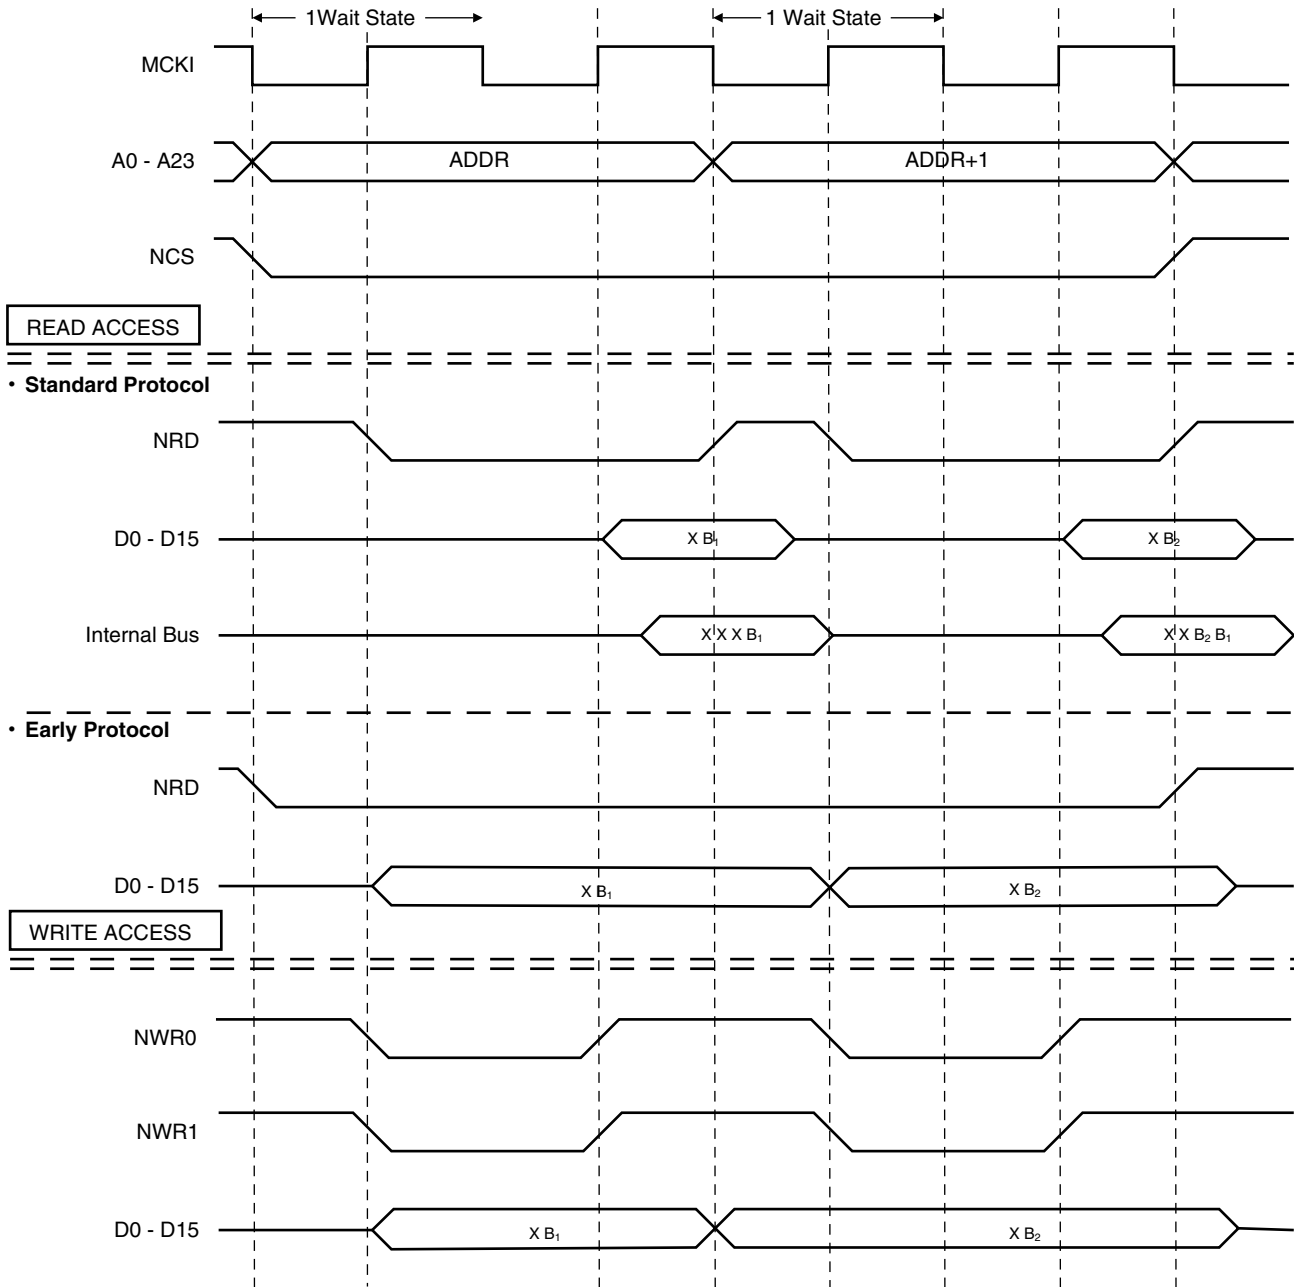 1Wait State
1 Wait State
MCKI
A0 - A23
ADDR
ADDR+1
NCS
READ ACCESS
• Standard Protocol
NRD
D0 - D15
X B₁
X B₂
Internal Bus
X X X B₁
X X B₂ B₁
• Early Protocol
NRD
D0 - D15
X B₁
X B₂
WRITE ACCESS
NWR0
NWR1
D0 - D15
X B₁
X B₂